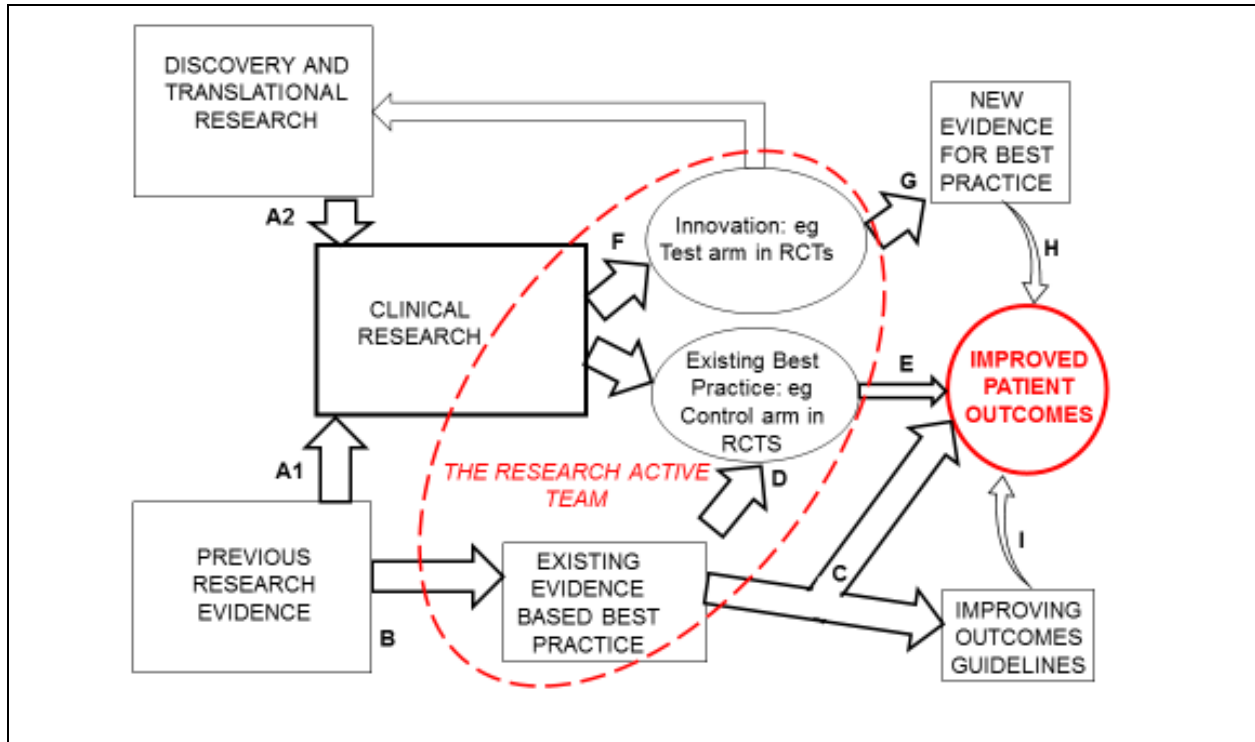 DISCOVERY AND
TRANSLATIONAL
RESEARCH
A2
CLINICAL
RESEARCH
A1
PREVIOUS
RESEARCH
EVIDENCE
B
F
Innovation: eg
Test arm in RCTs
G
NEW
EVIDENCE
FOR BEST
PRACTICE
H
Existing Best
Practice: eg
Control arm in
RCTS
E
IMPROVED
PATIENT
OUTCOMES
THE RESEARCH ACTIVE
TEAM
D
EXISTING
EVIDENCE
BASED BEST
PRACTICE
C
I
IMPROVING
OUTCOMES
GUIDELINES